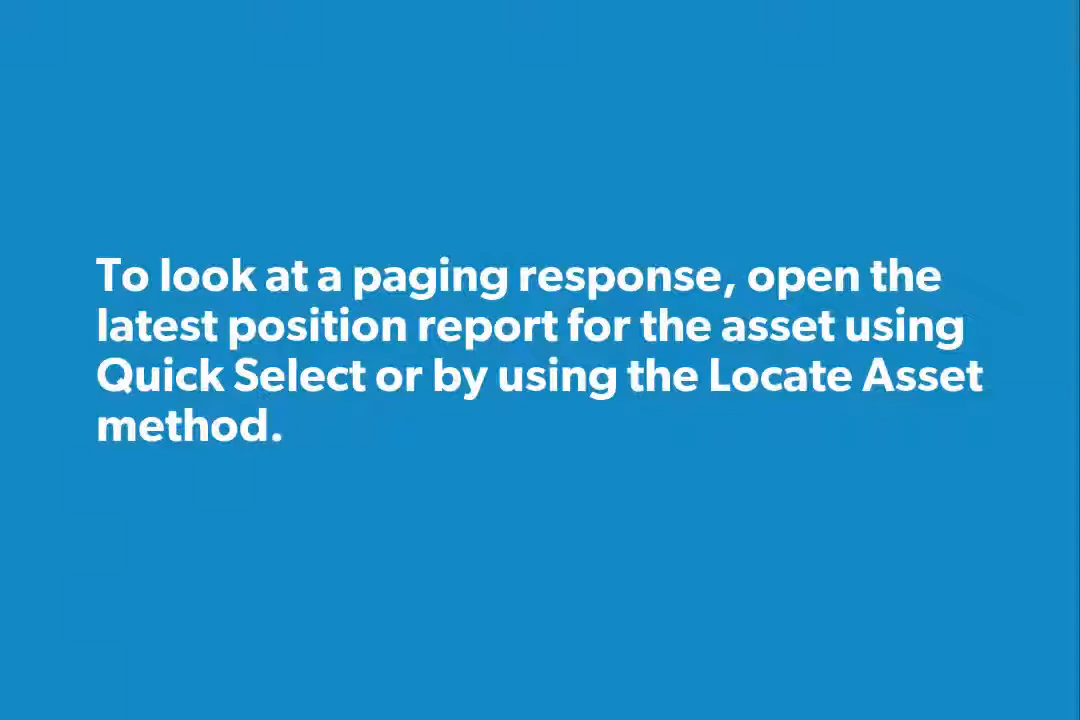 To look at a paging response, open the
latest position report for the asset using
Quick Select or by using the Locate Asset
method.